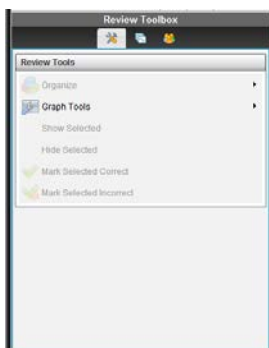 Review Toolbox
Review Tools
Organize
Graph Tools
Show Selected
Hide Selected
Mark Selected Correct
Mark Selected Incorrect